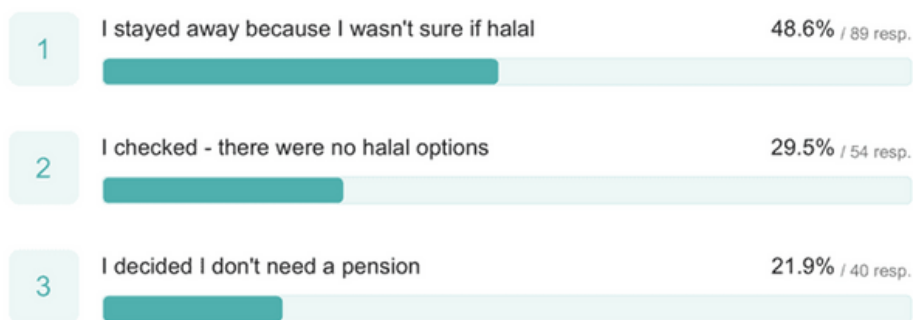 1
I stayed away because I wasn't sure if halal
48.6% / 89 resp.
2
I checked - there were no halal options
29.5% / 54 resp.
3
I decided I don't need a pension
21.9% / 40 resp.